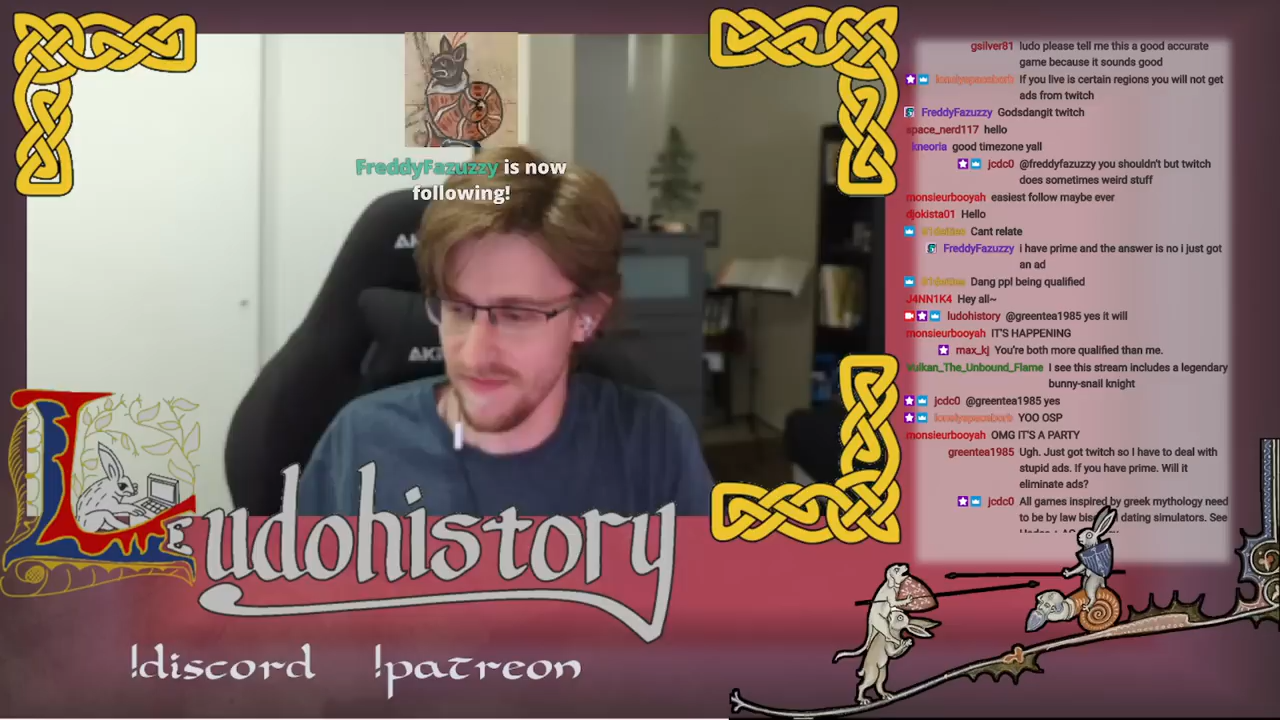 FreddyFazuzzy is now
following!
AK
AK
Ludohistory
!discord !patreon
gsilver81 ludo please tell me this a good accurate
game because it sounds good
If you live is certain regions you will not get
ads from twitch
FreddyFazuzzy Godsdangit twitch
space_nerd117 hello
kneoria good timezone yall
jcdc0 @freddyfazuzzy you shouldn't but twitch
does sometimes weird stuff
monsieurbooyah easiest follow maybe ever
djokista01 Hello
Cant relate
FreddyFazuzzy i have prime and the answer is no i just got
an ad
Dang ppl being qualified
J4NN1K4 Hey all~
ludohistory @greentea1985 yes it will
monsieurbooyah IT'S HAPPENING
max_kj You're both more qualified than me.
Vulkan_The_Unbound_Flame I see this stream includes a legendary
bunny-snail knight
jcdc0 @greentea1985 yes
YOO OSP
monsieurbooyah OMG IT'S A PARTY
greentea1985 Ugh. Just got twitch so I have to deal with
stupid ads. If you have prime. Will it
eliminate ads?
jcdc0 All games inspired by greek mythology need
to be by law dating simulators. See